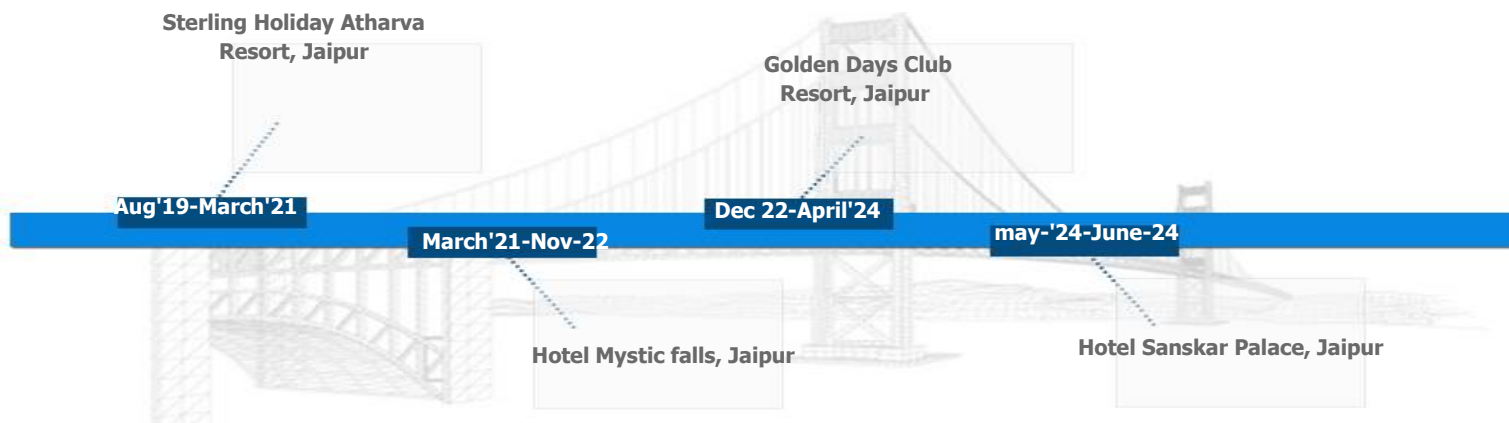 Sterling Holiday Atharva
Resort, Jaipur
Golden Days Club
Resort, Jaipur
Aug'19-March'21
Dec 22-April'24
March'21-Nov-22
may-'24-June-24
Hotel Mystic falls, Jaipur
Hotel Sanskar Palace, Jaipur